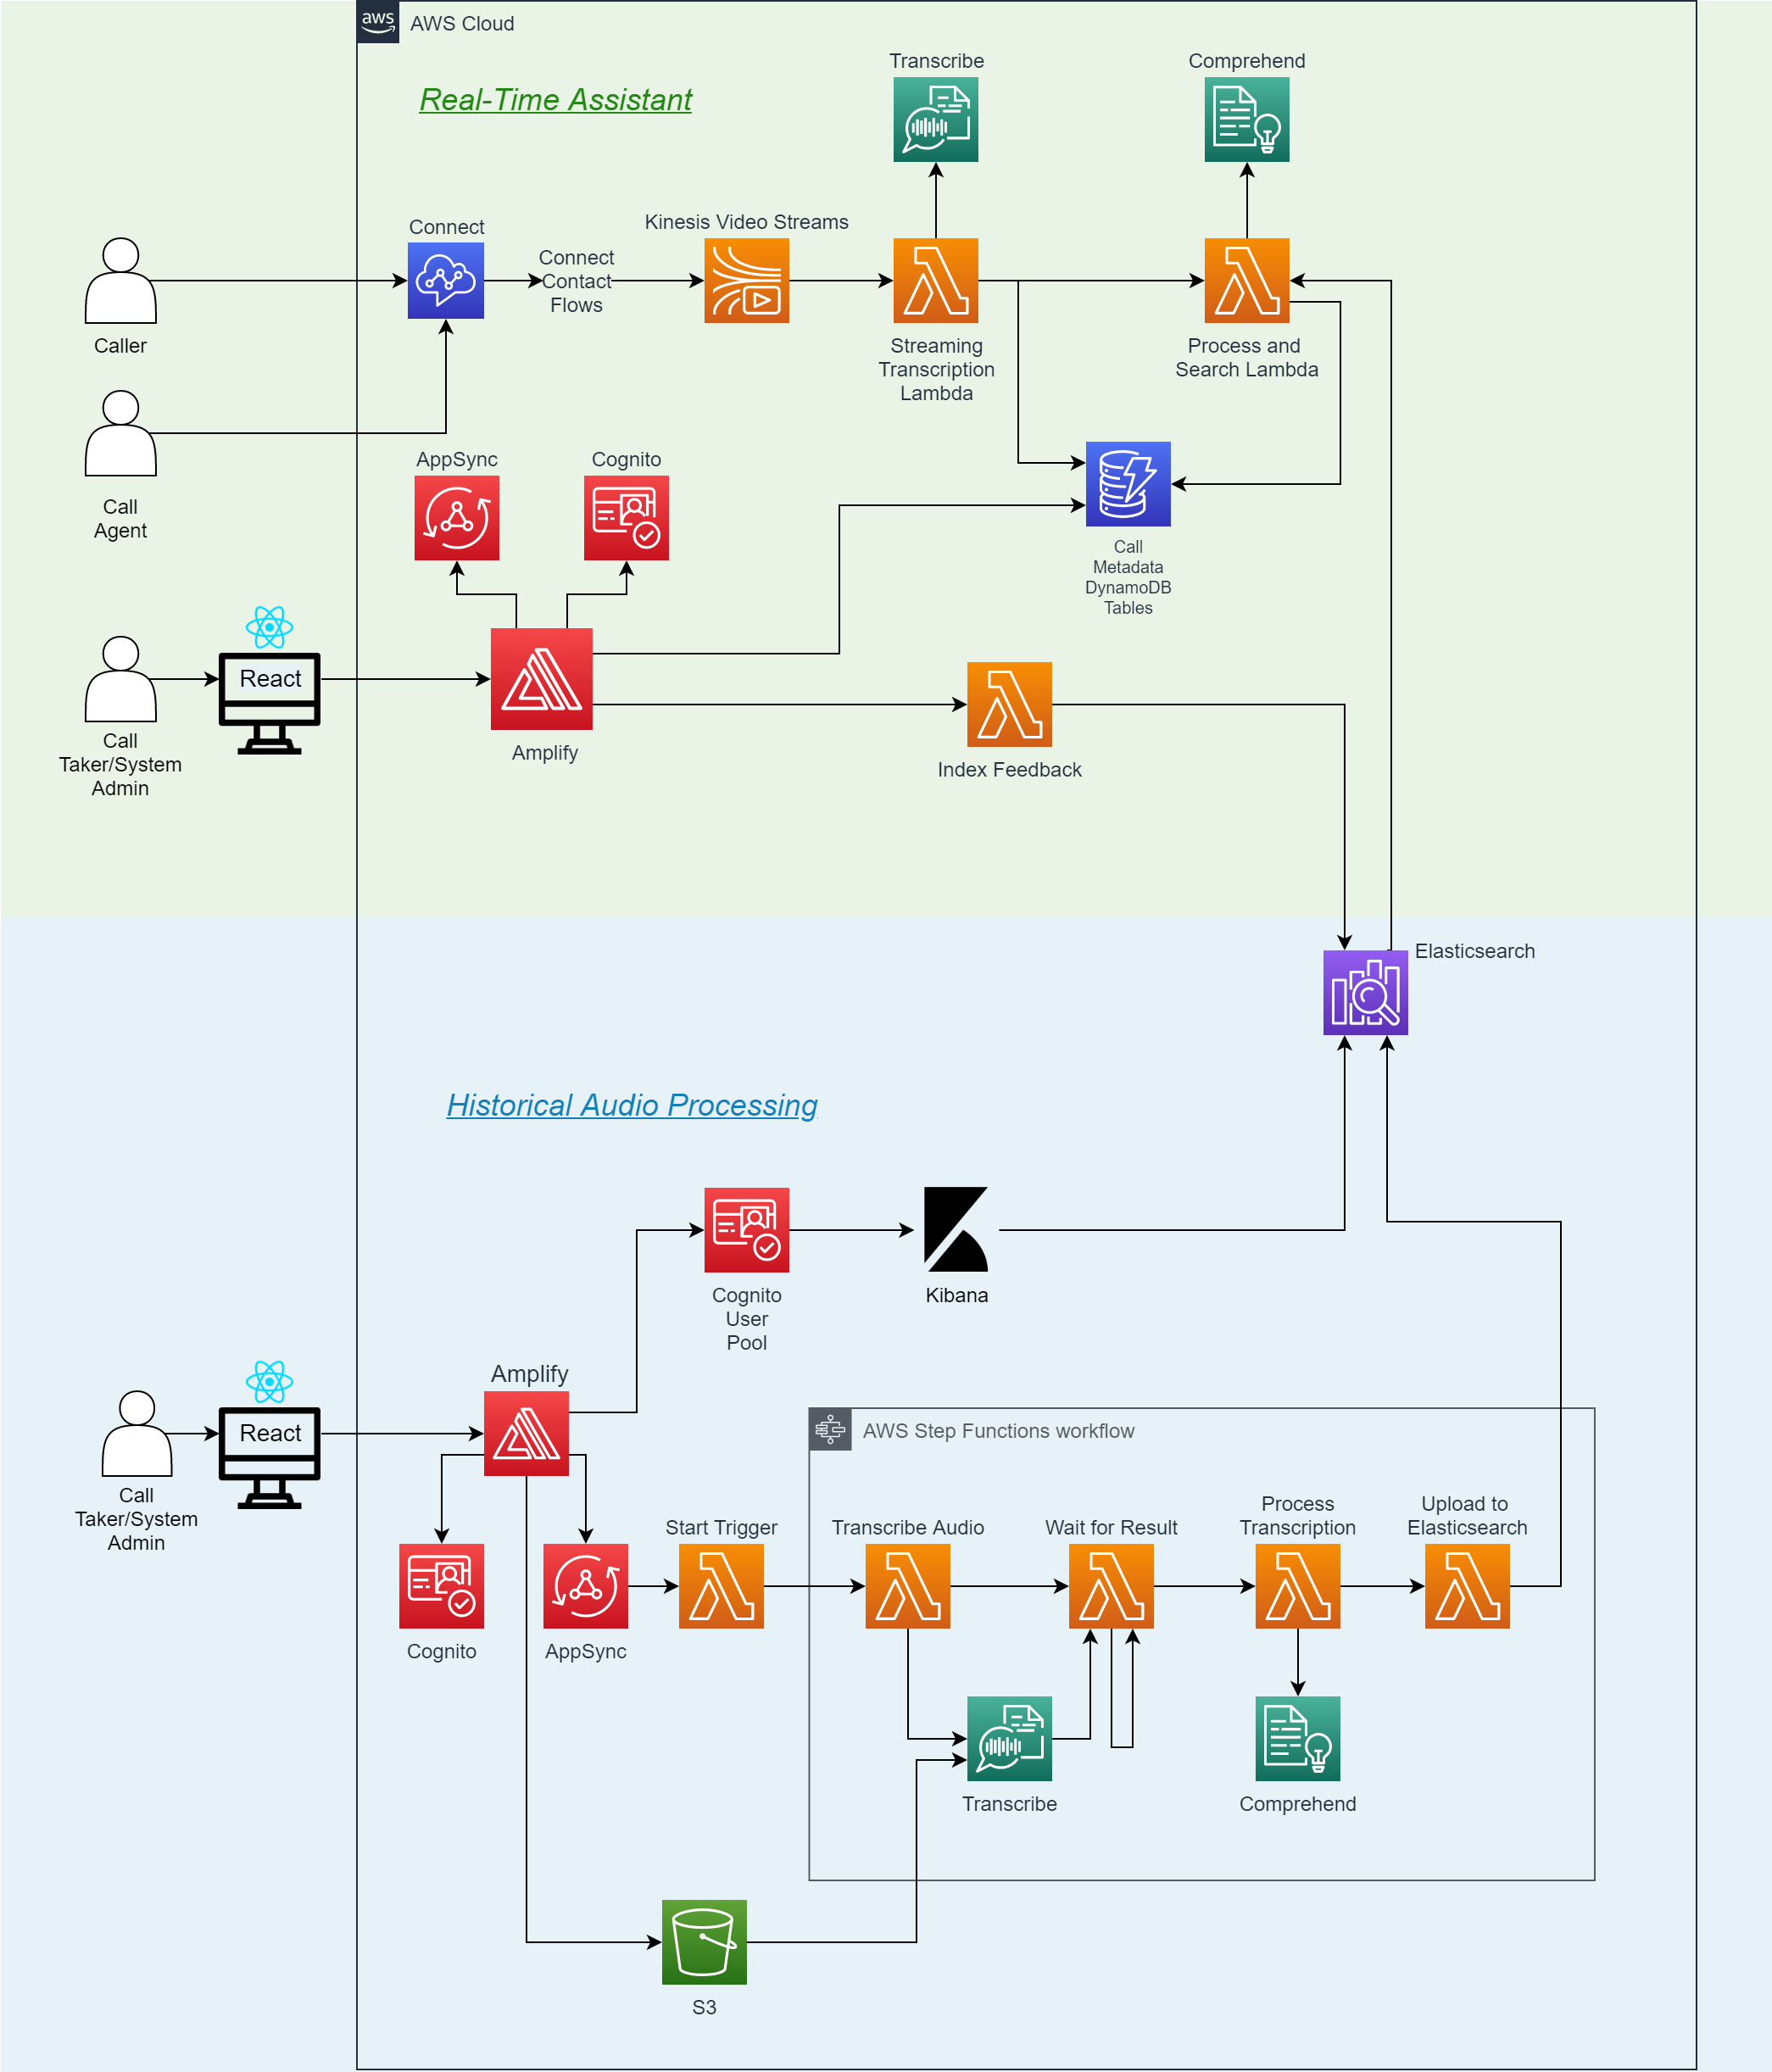 aws
AWS Cloud
Real-Time Assistant
Transcribe
Comprehend
Connect
Connect
Contact
Flows
Kinesis Video Streams
Caller
Streaming
Transcription
Lambda
Process and
Search Lambda
Call
Agent
AppSync
Cognito
Call
Metadata
DynamoDB
Tables
React
Call
Taker/System
Admin
Amplify
Index Feedback
Elasticsearch
Historical Audio Processing
Cognito
User
Pool
Kibana
Amplify
React
Call
Taker/System
Admin
AWS Step Functions workflow
Start Trigger
Transcribe Audio
Wait for Result
Process
Transcription
Upload to
Elasticsearch
Cognito
AppSync
Transcribe
Comprehend
S3